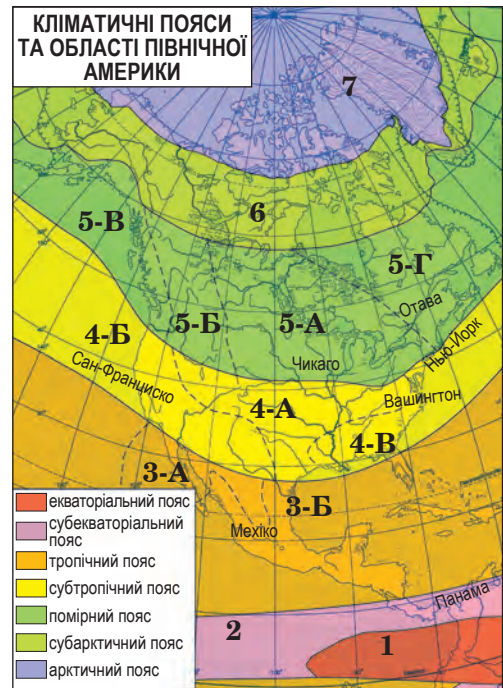 КЛІМАТИЧНІ ПОЯСИ
ТА ОБЛАСТІ ПІВНІЧНОЇ
АМЕРИКИ
7
6
5-В
5-Г
Отава
5-Б
5-А
4-Б
Чикаго
Нью-Йорк
Сан-Франциско
Вашингтон
4-А
4-В
3-А
3-Б
Мехіко
Панама
2
1
екваторіальний пояс
субекваторіальний
пояс
тропічний пояс
субтропічний пояс
помірний пояс
субарктичний пояс
арктичний пояс